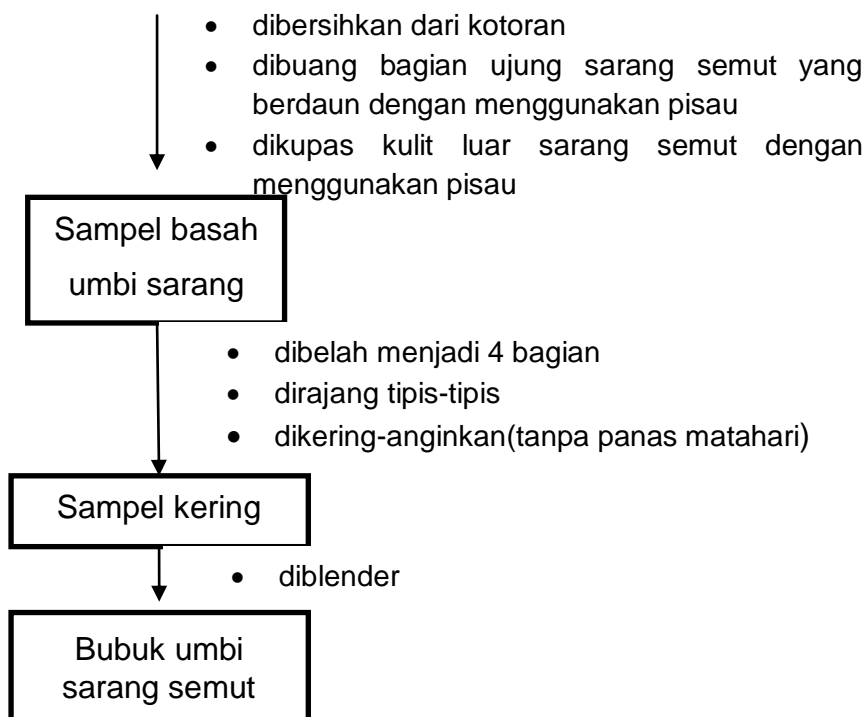 • dibersihkan dari kotoran
• dibuang bagian ujung sarang semut yang
berdaun dengan menggunakan pisau
• dikupas kulit luar sarang semut dengan
menggunakan pisau
Sampel basah
umbi sarang
• dibelah menjadi 4 bagian
• dirajang tipis-tipis
• dikering-anginkan(tanpa panas matahari)
Sampel kering
• diblender
Bubuk umbi
sarang semut